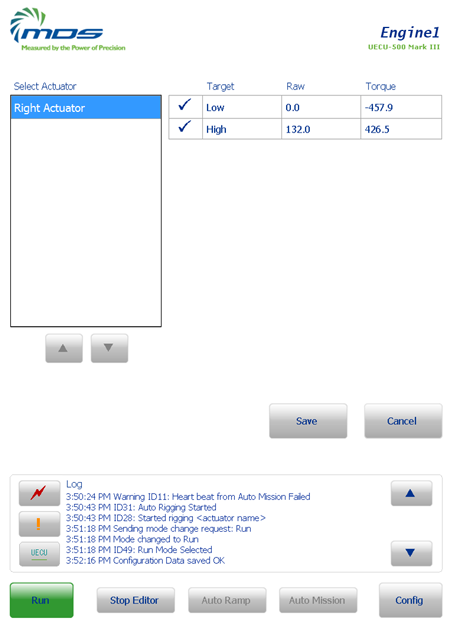 MDS
Measured by the Power of Precision
Engine1
UECU-500 Mark III
Select Actuator
Target Raw Torque
Right Actuator
Low 0.0 -457.9
High 132.0 426.5
Save Cancel
Log
3:50:24 PM Warning ID11: Heart beat from Auto Mission Failed
3:50:43 PM ID31: Auto Rigging Started
3:50:43 PM ID28: Started rigging <actuator name>
3:51:18 PM Sending mode change request: Run
3:51:18 PM Mode changed to Run
3:51:18 PM ID49: Run Mode Selected
3:52:16 PM Configuration Data saved OK
UECU
Run Stop Editor Auto Ramp Auto Mission Config